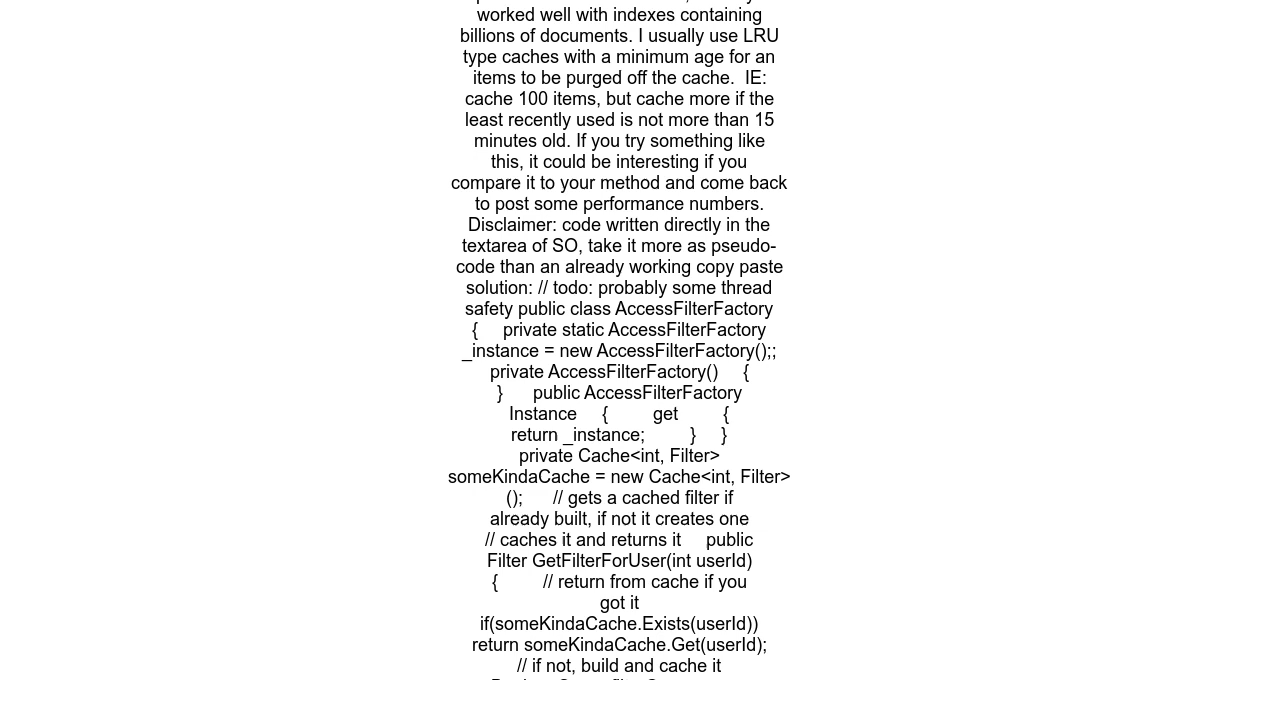 worked well with indexes containing
billions of documents. I usually use LRU
type caches with a minimum age for an
items to be purged off the cache.  IE:
cache 100 items, but cache more if the
least recently used is not more than 15
minutes old. If you try something like
this, it could be interesting if you
compare it to your method and come back
to post some performance numbers.
Disclaimer: code written directly in the
textarea of SO, take it more as pseudo-
code than an already working copy paste
solution: // todo: probably some thread
safety public class AccessFilterFactory
{     private static AccessFilterFactory
_instance = new AccessFilterFactory();;
private AccessFilterFactory()     {
}      public AccessFilterFactory
Instance     {         get         {
return _instance;         }     }
private Cache<int, Filter>
someKindaCache = new Cache<int, Filter>
();      // gets a cached filter if
already built, if not it creates one
// caches it and returns it     public
Filter GetFilterForUser(int userId)
{         // return from cache if you
got it
if(someKindaCache.Exists(userId))
return someKindaCache.Get(userId);
// if not, build and cache it